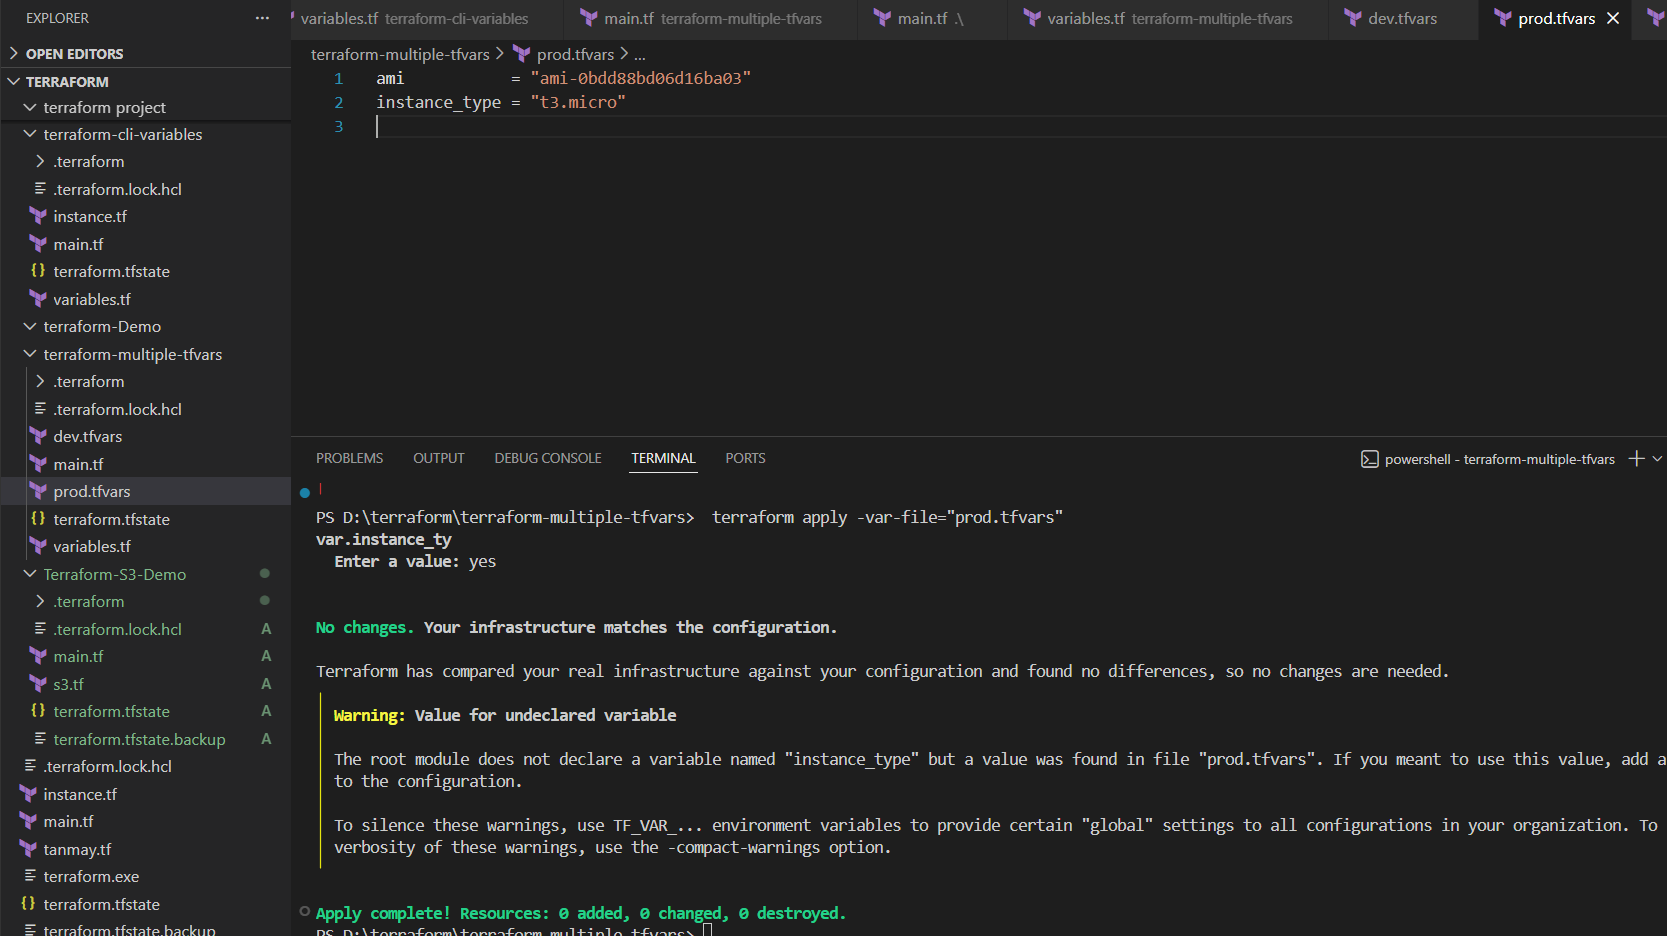 EXPLORER
...
OPEN EDITORS
TERRAFORM
terraform project
terraform-cli-variables
.terraform
.terraform.lock.hcl
instance.tf
main.tf
{} terraform.tfstate
variables.tf
terraform-Demo
terraform-multiple-tfvars
.terraform
.terraform.lock.hcl
dev.tfvars
main.tf
prod.tfvars
{} terraform.tfstate
variables.tf
Terraform-S3-Demo
.terraform
.terraform.lock.hcl A
main.tf A
s3.tf A
{} terraform.tfstate A
terraform.tfstate.backup A
.terraform.lock.hcl
instance.tf
main.tf
tanmay.tf
terraform.exe
{} terraform.tfstate
terraform.tfstate.backup
variables.tf terraform-cli-variables
main.tf terraform-multiple-tfvars
main.tf .\
variables.tf terraform-multiple-tfvars
dev.tfvars
prod.tfvars
terraform-multiple-tfvars > prod.tfvars > ...
1 ami = "ami-0bdd88bd06d16ba03"
2 instance_type = "t3.micro"
3
PROBLEMS OUTPUT DEBUG CONSOLE TERMINAL PORTS
powershell - terraform-multiple-tfvars
PS D:\terraform\terraform-multiple-tfvars> terraform apply -var-file="prod.tfvars"
var.instance_ty
Enter a value: yes
No changes. Your infrastructure matches the configuration.
Terraform has compared your real infrastructure against your configuration and found no differences, so no changes are needed.
Warning: Value for undeclared variable
The root module does not declare a variable named "instance_type" but a value was found in file "prod.tfvars". If you meant to use this value, add a
to the configuration.
To silence these warnings, use TF_VAR_... environment variables to provide certain "global" settings to all configurations in your organization. To
verbosity of these warnings, use the -compact-warnings option.
Apply complete! Resources: 0 added, 0 changed, 0 destroyed.
PS D:\terraform\terraform-multiple-tfvars>